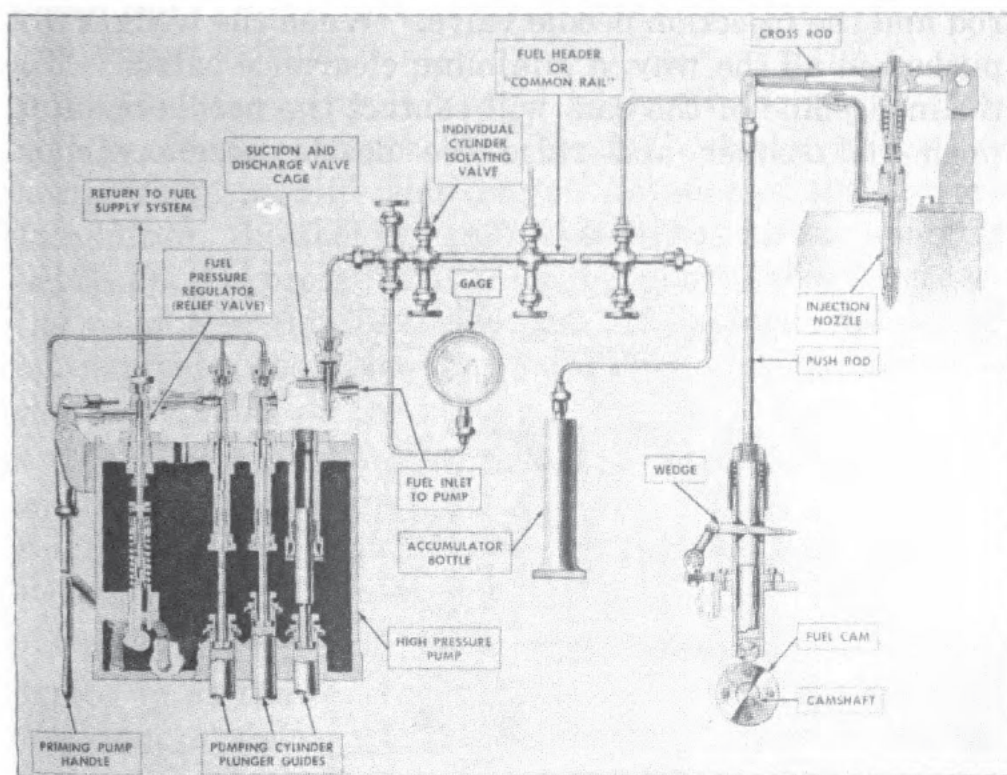 CROSS ROD
FUEL HEADER
OR
"COMMON RAIL"
INDIVIDUAL
CYLINDER
ISOLATING
VALVE
SUCTION AND
DISCHARGE VALVE
CAGE
RETURN TO FUEL
SUPPLY SYSTEM
FUEL
PRESSURE
REGULATOR
(RELIEF VALVE)
GAGE
INJECTION
NOZZLE
PUSH ROD
FUEL INLET
TO PUMP
WEDGE
ACCUMULATOR
BOTTLE
HIGH PRESSURE
PUMP
FUEL CAM
CAMSHAFT
PRIMING PUMP
HANDLE
PUMPING CYLINDER
PLUNGER GUIDES